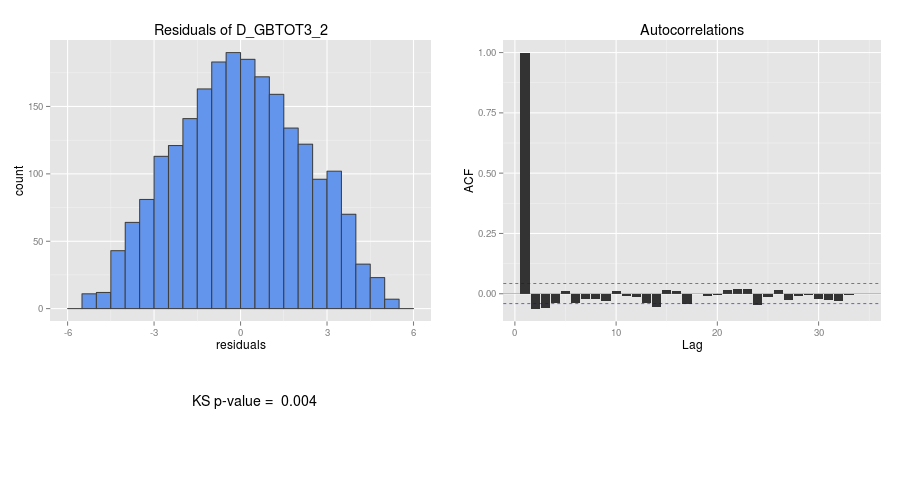 Residuals of D_GBTOT3_2
150
100
50
0
count
-6
-3
0
3
6
residuals
Autocorrelations
1.00
0.75
0.50
0.25
0.00
ACF
0
10
20
30
Lag
KS p-value = 0.004